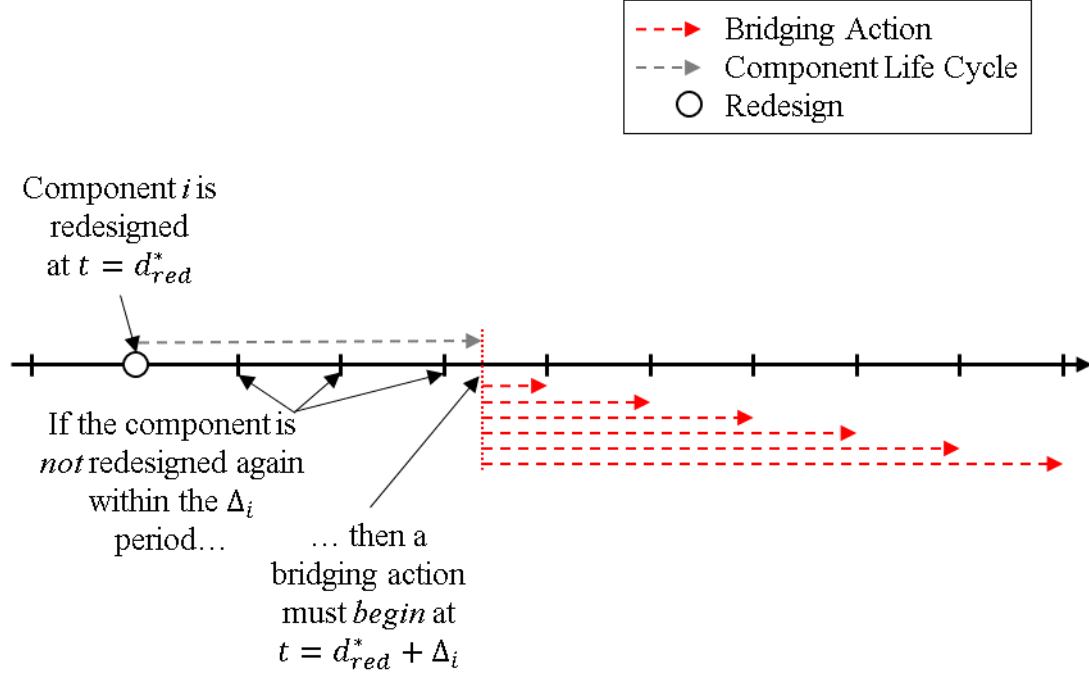 Bridging Action
Component Life Cycle
Redesign
Component i is
redesigned
at t = d*red
If the component is
not redesigned again
within the Δi
period…
… then a
bridging action
must begin at
t = d*red + Δi